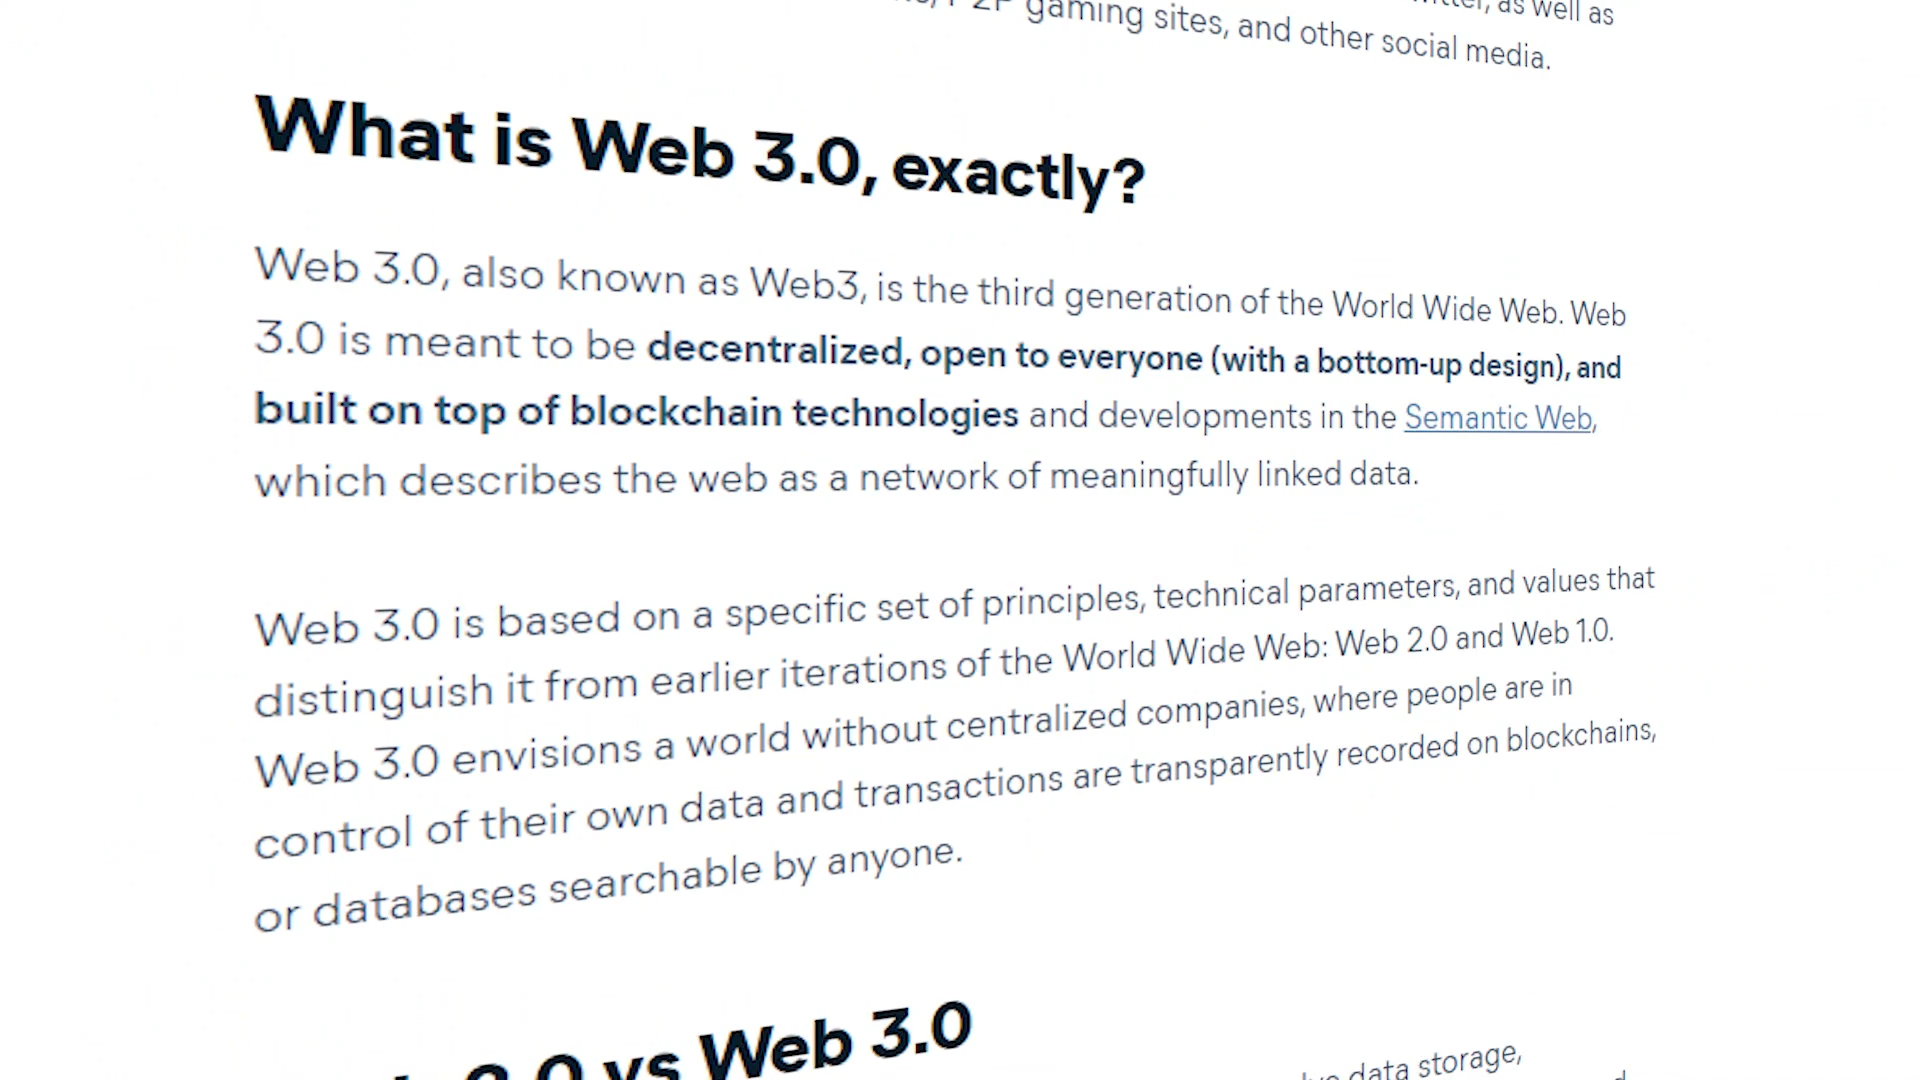 gaming sites, and other social media.
as well as
What is Web 3.0, exactly?
Web 3.0, also known as Web3, is the third generation of the World Wide Web. Web
3.0 is meant to be decentralized, open to everyone (with a bottom-up design), and
built on top of blockchain technologies and developments in the Semantic Web,
which describes the web as a network of meaningfully linked data.
Web 3.0 is based on a specific set of principles, technical parameters, and values that
distinguish it from earlier iterations of the World Wide Web: Web 2.0 and Web 1.0.
Web 3.0 envisions a world without centralized companies, where people are in
control of their own data and transactions are transparently recorded on blockchains,
or databases searchable by anyone.
2.0 vs Web 3.0
data storage,